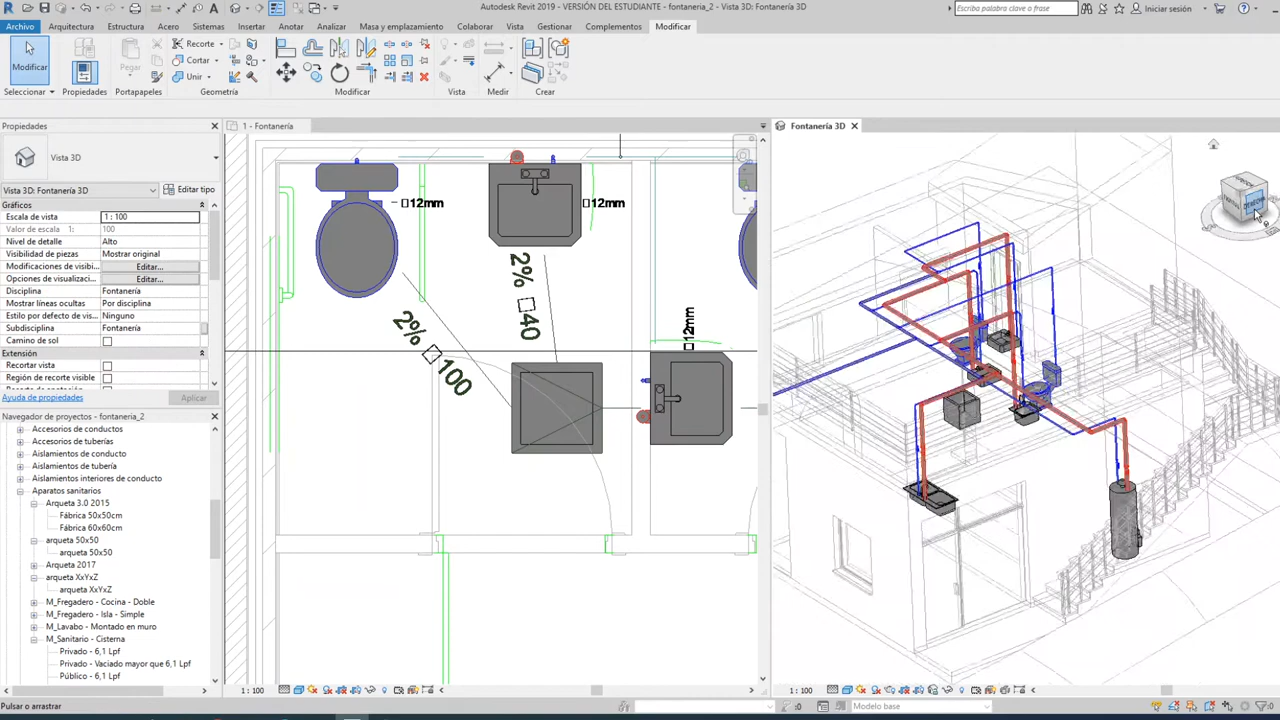 Autodesk Revit 2019 - VERSIÓN DEL ESTUDIANTE - fontaneria_2 - Vista 3D: Fontanería 3D
Escriba palabra clave o frase
Iniciar sesión
Archivo Arquitectura Estructura Acero Sistemas Insertar Anotar Analizar Masa y emplazamiento Colaborar Vista Gestionar Complementos Modificar
Modificar
Pegar
Recorte
Cortar
Unir
Seleccionar Propiedades Portapapeles Geometría Modificar Vista Medir Crear
Propiedades
1 - Fontanería
Fontanería 3D
Vista 3D
Vista 3D: Fontanería 3D
Editar tipo
Gráficos
Escala de vista 1 : 100
Valor de escala 1: 100
Nivel de detalle Alto
Visibilidad de piezas Mostrar original
Modificaciones de visibi... Editar...
Opciones de visualizaci... Editar...
Disciplina Fontanería
Mostrar líneas ocultas Por disciplina
Estilo por defecto de vis... Ninguno
Subdisciplina Fontanería
Camino de sol
Extensión
Recortar vista
Región de recorte visible
Ayuda de propiedades
Aplicar
Navegador de proyectos - fontaneria_2
Accesorios de conductos
Accesorios de tuberías
Aislamientos de conducto
Aislamientos de tubería
Aislamientos interiores de conducto
Aparatos sanitarios
Arqueta 3.0 2015
Fábrica 50x50cm
Fábrica 60x60cm
arqueta 50x50
arqueta 50x50
Arqueta 2017
arqueta XxYxZ
arqueta XxYxZ
M_Fregadero - Cocina - Doble
M_Fregadero - Isla - Simple
M_Lavabo - Montado en muro
M_Sanitario - Cisterna
Privado - 6,1 Lpf
Privado - Vaciado mayor que 6,1 Lpf
Público - 6,1 Lpf
□12mm
□12mm
2% □40
2% □100
□12mm
1 : 100
1 : 100
Pulsar o arrastrar
:0
Modelo base
:0